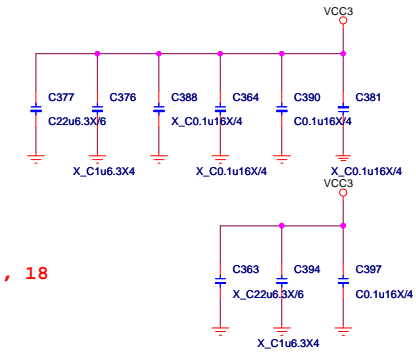 VCC3
C377 C376 C388 C364 C390 C381
C22u6.3X/6 X_C0.1u16X/4 C0.1u16X/4
X_C1u6.3X4 X_C0.1u16X/4 X_C0.1u16X/4
VCC3
C363 C394 C397
, 18
X_C22u6.3X/6 C0.1u16X/4
X_C1u6.3X4